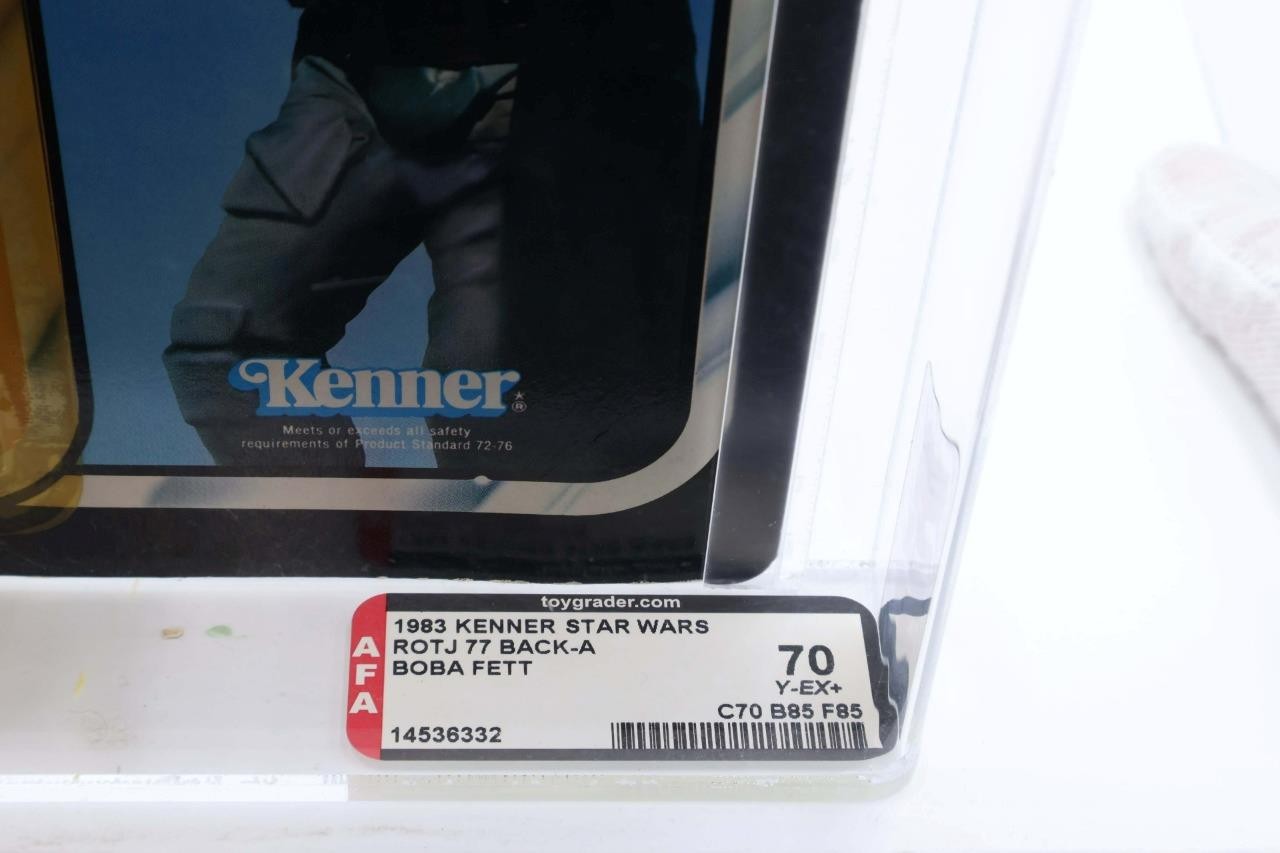 Kenner®
Meets or exceeds all safety
requirements of Product Standard 72-76
toygrader.com
AFA
1983 KENNER STAR WARS
ROTJ 77 BACK-A
BOBA FETT
70
Y-EX+
C70 B85 F85
14536332